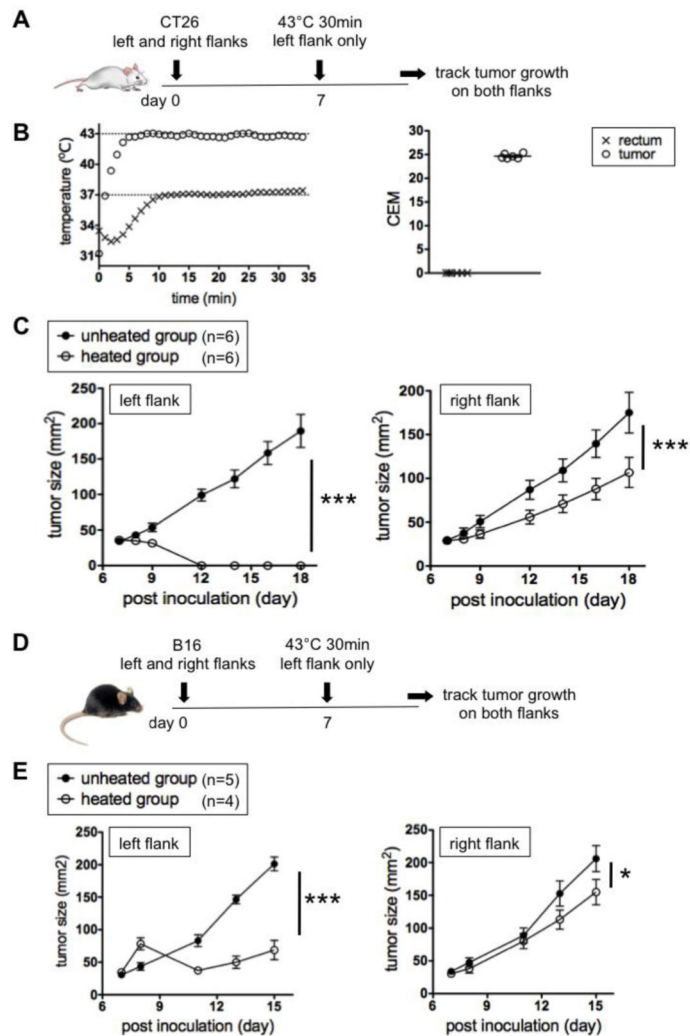 A
CT26
left and right flanks
43°C 30min
left flank only
day 0
7
track tumor growth
on both flanks
B
temperature (ºC)
43
40
37
34
31
0 5 10 15 20 25 30 35
time (min)
CEM
30
25
20
15
10
5
0
× rectum
○ tumor
C
unheated group (n=6)
heated group (n=6)
left flank
tumor size (mm²)
250
200
150
100
50
0
6 9 12 15 18
post inoculation (day)
***
right flank
tumor size (mm²)
200
150
100
50
0
6 9 12 15 18
post inoculation (day)
***
D
B16
left and right flanks
43°C 30min
left flank only
day 0
7
track tumor growth
on both flanks
E
unheated group (n=5)
heated group (n=4)
left flank
tumor size (mm2)
250
200
150
100
50
0
6 9 12 15
post inoculation (day)
***
right flank
tumor size (mm²)
250
200
150
100
50
0
6 9 12 15
post inoculation (day)
*